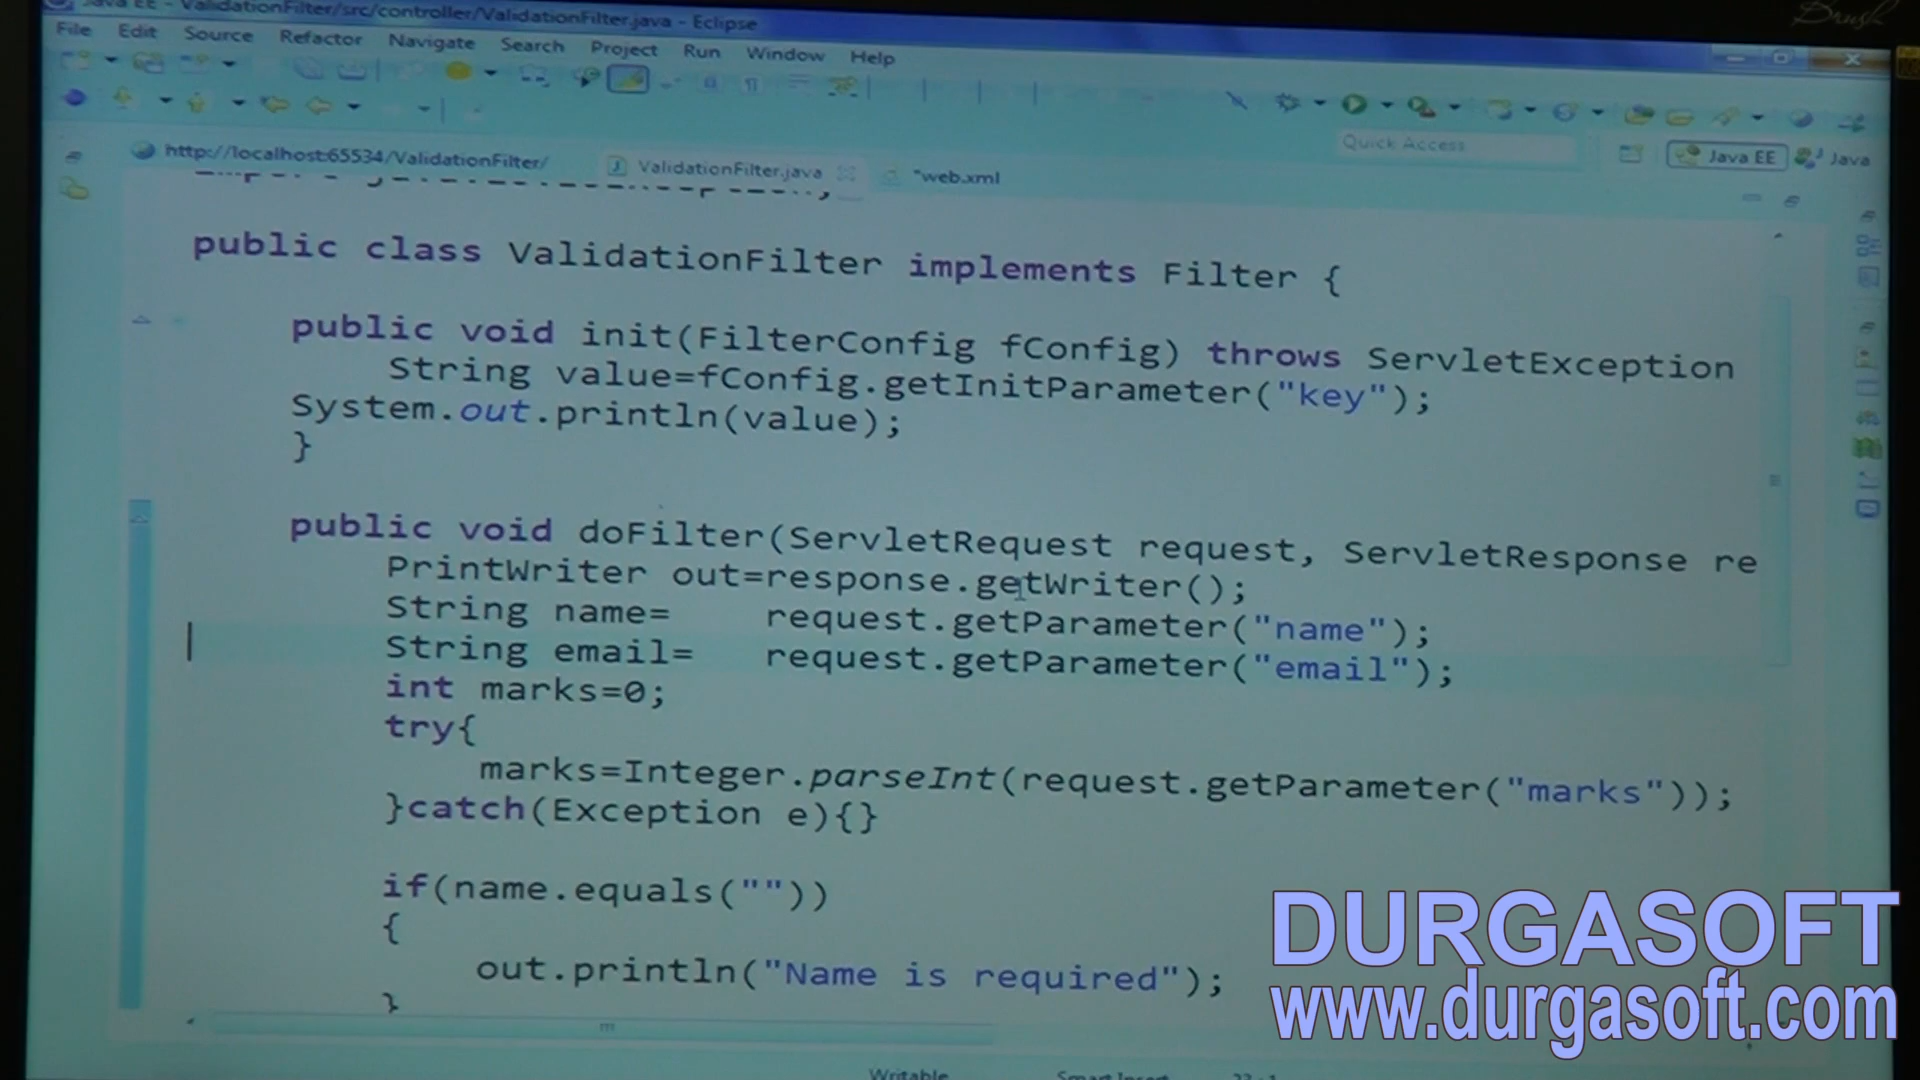 Java EE - ValidationFilter/src/controller/ValidationFilter.java - Eclipse
Brush
File Edit Source Refactor Navigate Search Project Run Window Help
Quick Access
Java EE Java
http://localhost:65534/ValidationFilter/ ValidationFilter.java *web.xml
public class ValidationFilter implements Filter {
public void init(FilterConfig fConfig) throws ServletException
String value=fConfig.getInitParameter("key");
System.out.println(value);
}
public void doFilter(ServletRequest request, ServletResponse re
PrintWriter out=response.getWriter();
String name= request.getParameter("name");
String email= request.getParameter("email");
int marks=0;
try{
marks=Integer.parseInt(request.getParameter("marks"));
}catch(Exception e){}
if(name.equals(""))
{
out.println("Name is required");
}
DURGASOFT
www.durgasoft.com
Writable Smart Insert